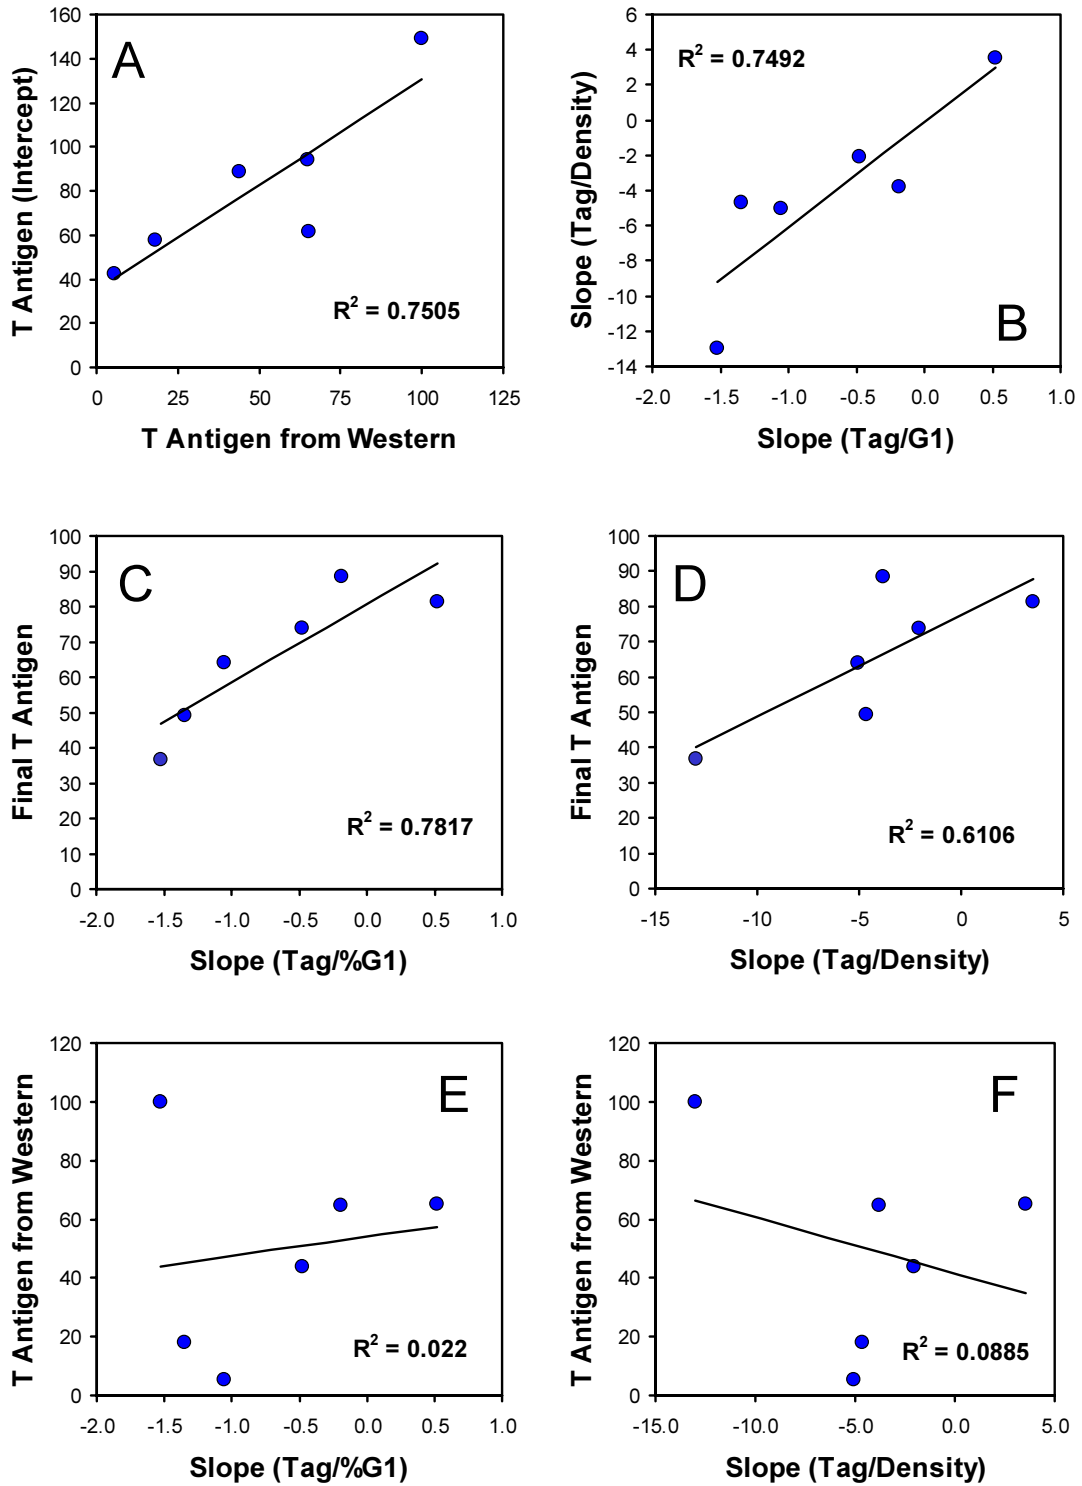 A
T Antigen (Intercept)
160
140
120
100
80
60
40
20
0
R² = 0.7505
0 25 50 75 100 125
T Antigen from Western
B
Slope (Tag/Density)
6
4
2
0
-2
-4
-6
-8
-10
-12
-14
R² = 0.7492
-2.0 -1.5 -1.0 -0.5 0.0 0.5 1.0
Slope (Tag/G1)
C
Final T Antigen
100
90
80
70
60
50
40
30
20
10
0
R² = 0.7817
-2.0 -1.5 -1.0 -0.5 0.0 0.5 1.0
Slope (Tag/%G1)
D
Final T Antigen
100
90
80
70
60
50
40
30
20
10
0
R² = 0.6106
-15 -10 -5 0 5
Slope (Tag/Density)
E
T Antigen from Western
120
100
80
60
40
20
0
R² = 0.022
-2.0 -1.5 -1.0 -0.5 0.0 0.5 1.0
Slope (Tag/%G1)
F
T Antigen from Western
120
100
80
60
40
20
0
R² = 0.0885
-15.0 -10.0 -5.0 0.0 5.0
Slope (Tag/Density)